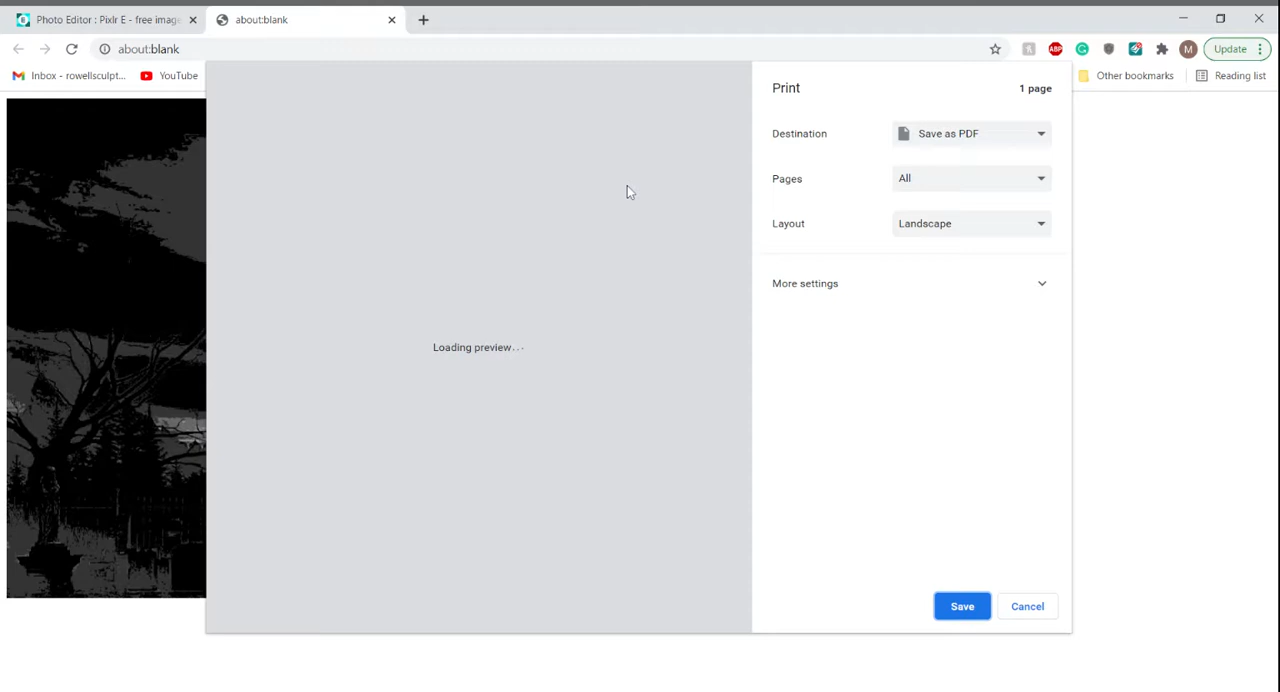 Photo Editor : Pixlr E - free image
about:blank
about:blank
ABP
M
Update
Inbox - rowellsculpt...
YouTube
Other bookmarks
Reading list
Print
1 page
Destination
Save as PDF
Pages
All
Layout
Landscape
More settings
Loading preview...
Save
Cancel